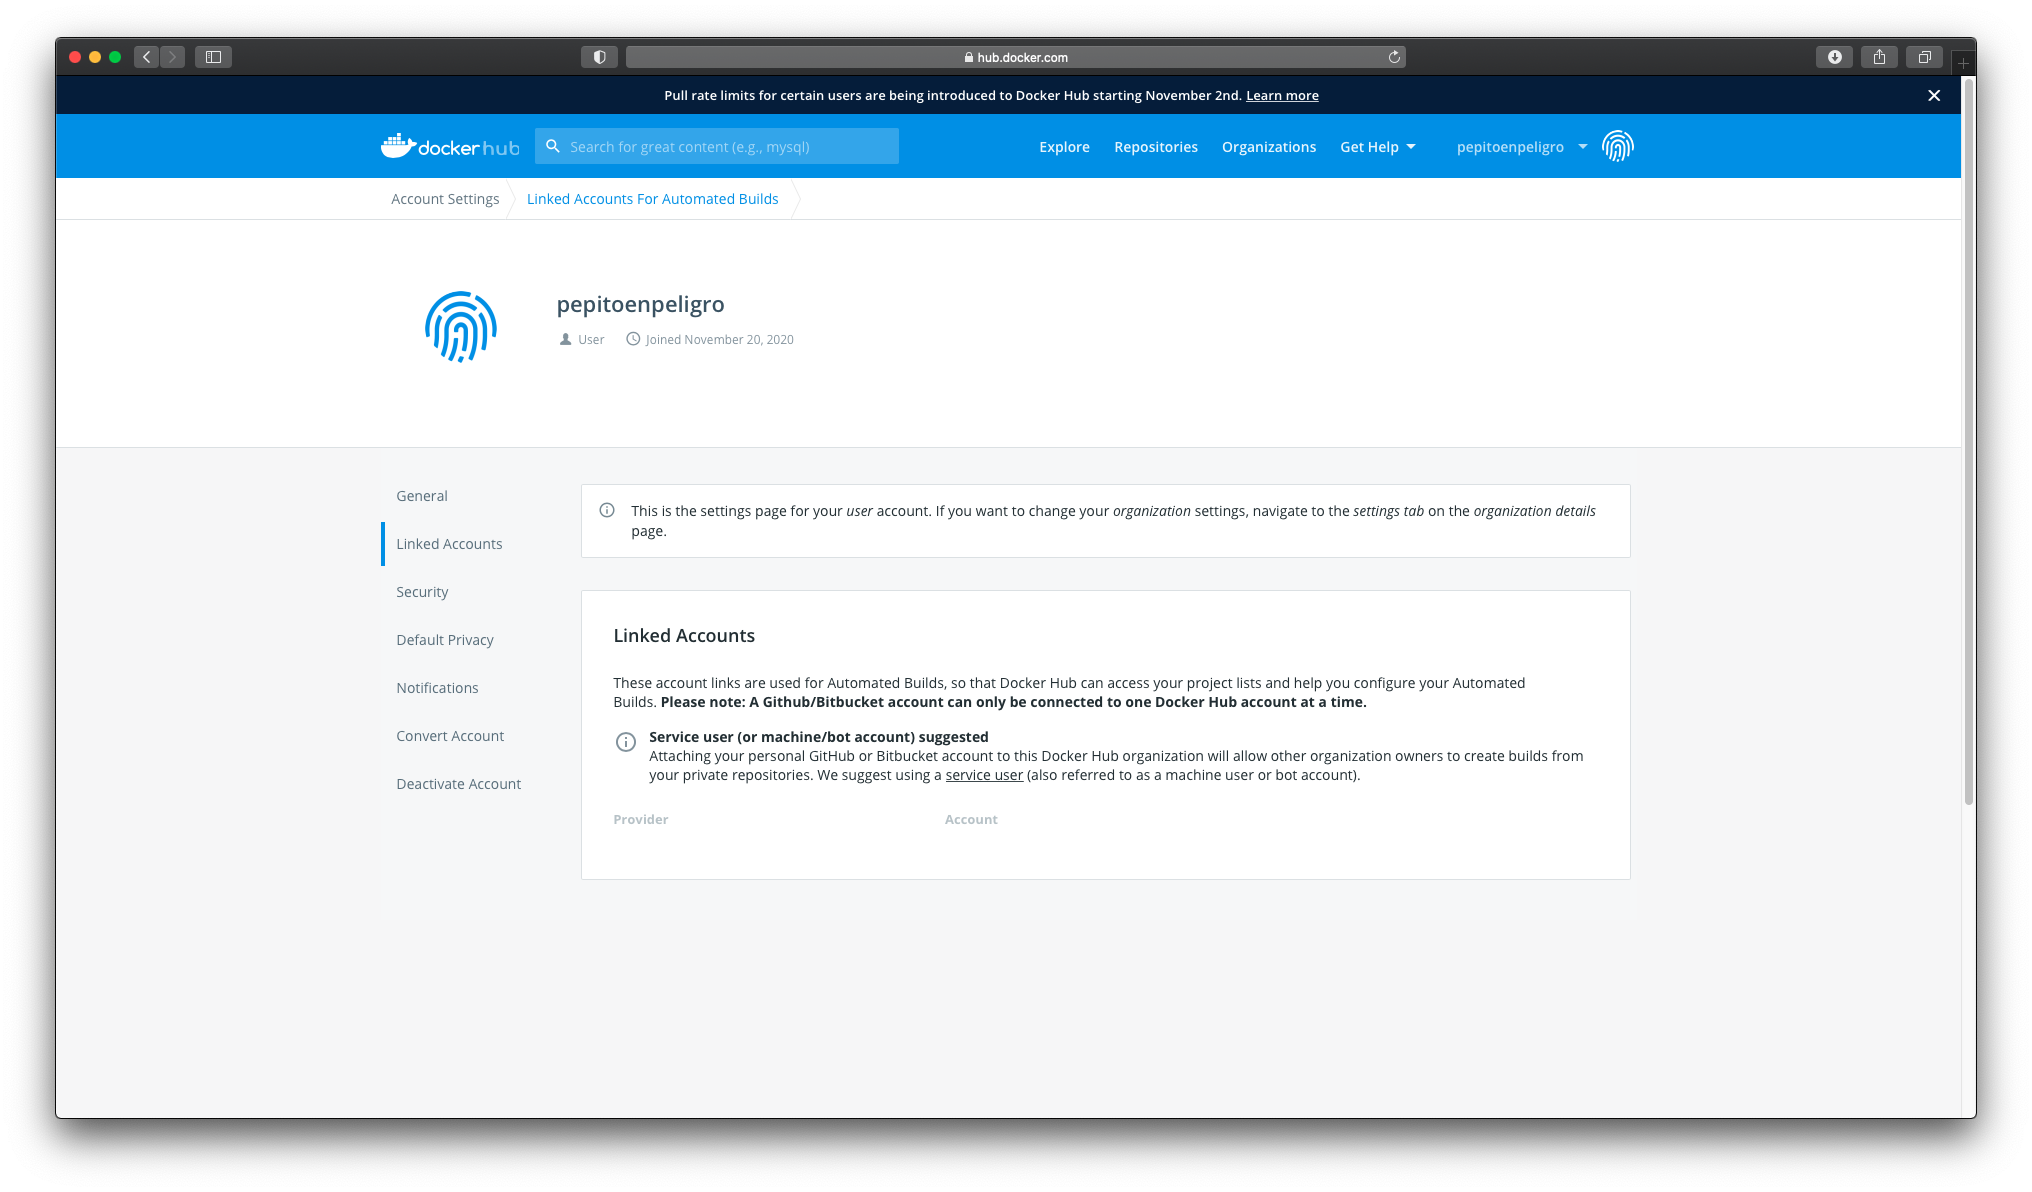 hub.docker.com
Pull rate limits for certain users are being introduced to Docker Hub starting November 2nd. Learn more
docker hub
Search for great content (e.g., mysql)
Explore
Repositories
Organizations
Get Help
pepitoenpeligro
Account Settings
Linked Accounts For Automated Builds
pepitoenpeligro
User
Joined November 20, 2020
General
Linked Accounts
Security
Default Privacy
Notifications
Convert Account
Deactivate Account
This is the settings page for your user account. If you want to change your organization settings, navigate to the settings tab on the organization details
page.
Linked Accounts
These account links are used for Automated Builds, so that Docker Hub can access your project lists and help you configure your Automated
Builds. Please note: A Github/Bitbucket account can only be connected to one Docker Hub account at a time.
Service user (or machine/bot account) suggested
Attaching your personal GitHub or Bitbucket account to this Docker Hub organization will allow other organization owners to create builds from
your private repositories. We suggest using a service user (also referred to as a machine user or bot account).
Provider
Account